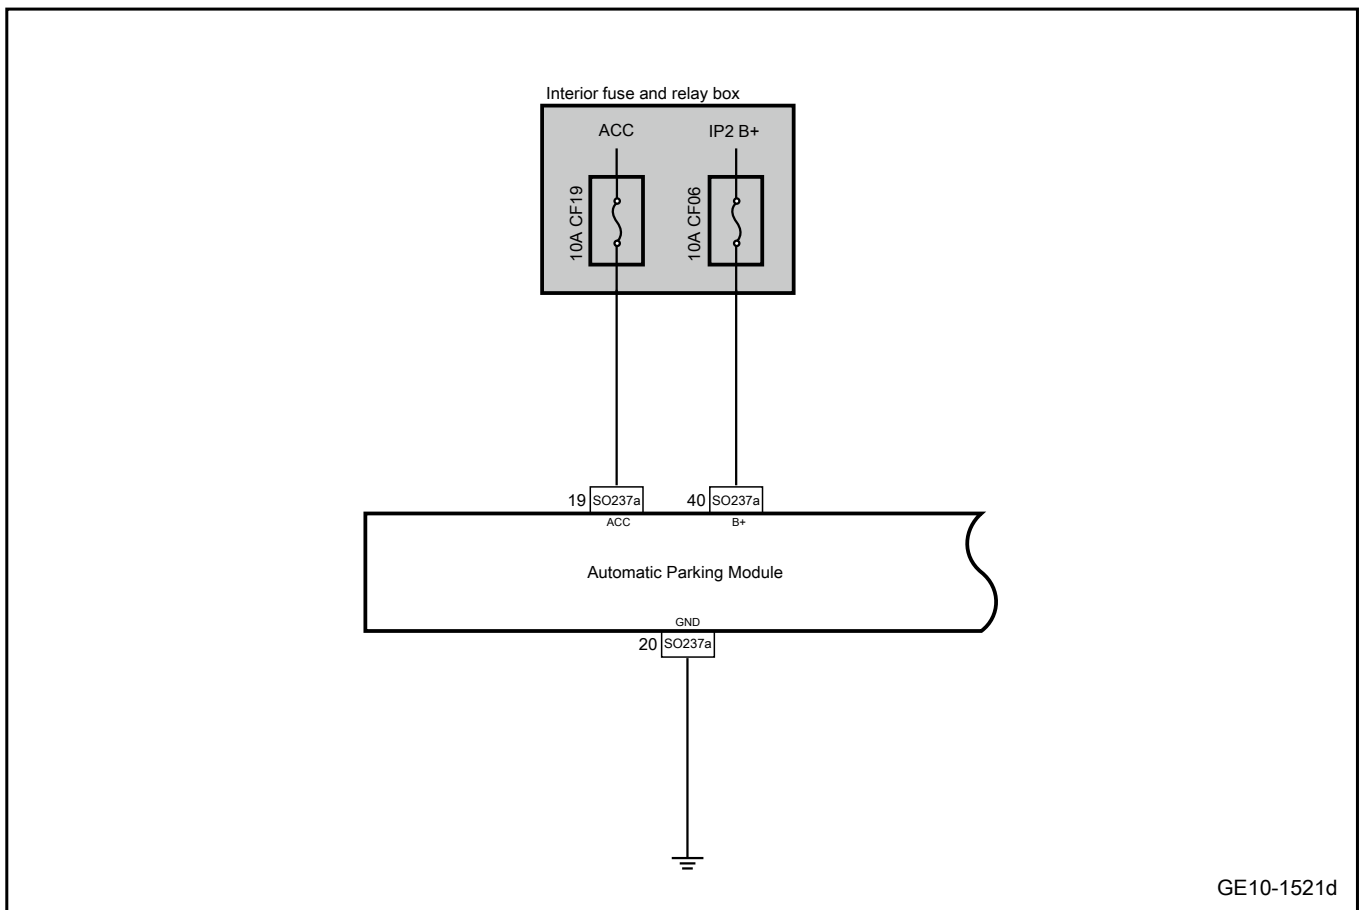 Interior fuse and relay box
ACC
IP2 B+
10A CF19
10A CF06
19 SO237a
40 SO237a
ACC
B+
Automatic Parking Module
GND
20 SO237a
GE10-1521d